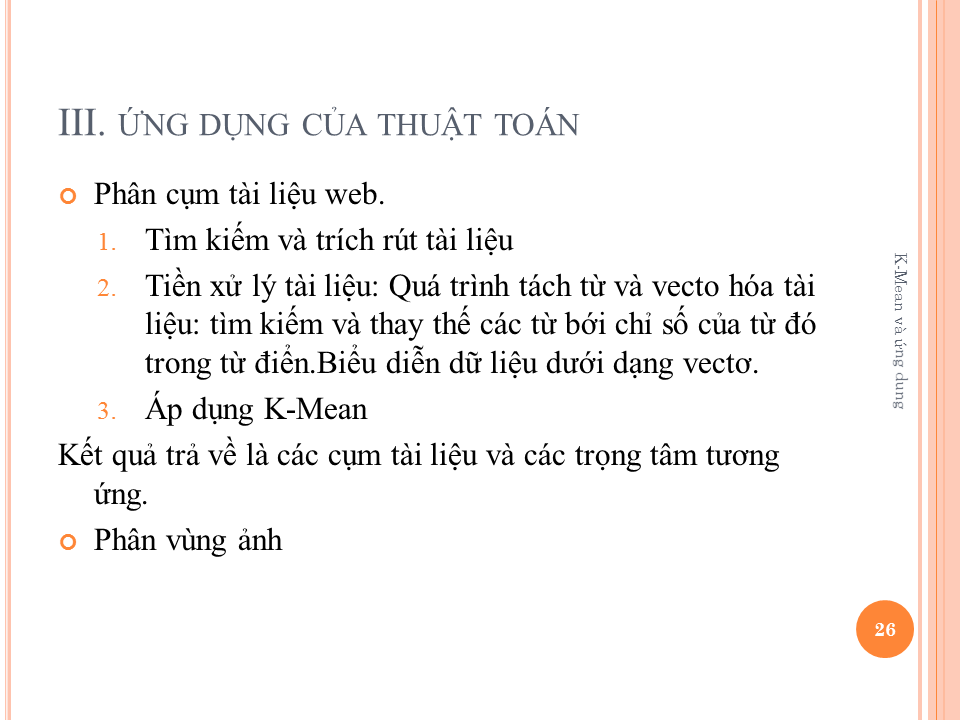 III. ỨNG DỤNG CỦA THUẬT TOÁN
Phân cụm tài liệu web.
1. Tìm kiếm và trích rút tài liệu
2. Tiền xử lý tài liệu: Quá trình tách từ và vecto hóa tài
liệu: tìm kiếm và thay thế các từ bới chỉ số của từ đó
trong từ điển.Biểu diễn dữ liệu dưới dạng vectơ.
3. Áp dụng K-Mean
Kết quả trả về là các cụm tài liệu và các trọng tâm tương
ứng.
Phân vùng ảnh
K-Mean và ứng dung
26